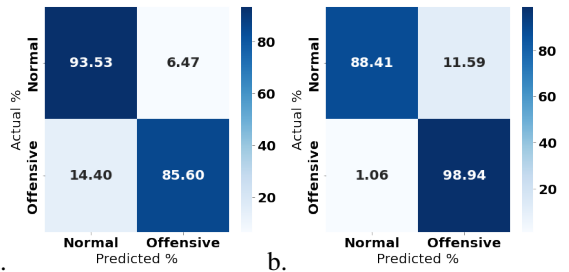 Actual %
Normal
Offensive
93.53 6.47
14.40 85.60
80
60
40
20
Normal Offensive
Predicted %
.
Actual %
Normal
Offensive
88.41 11.59
1.06 98.94
80
60
40
20
Normal Offensive
Predicted %
b.